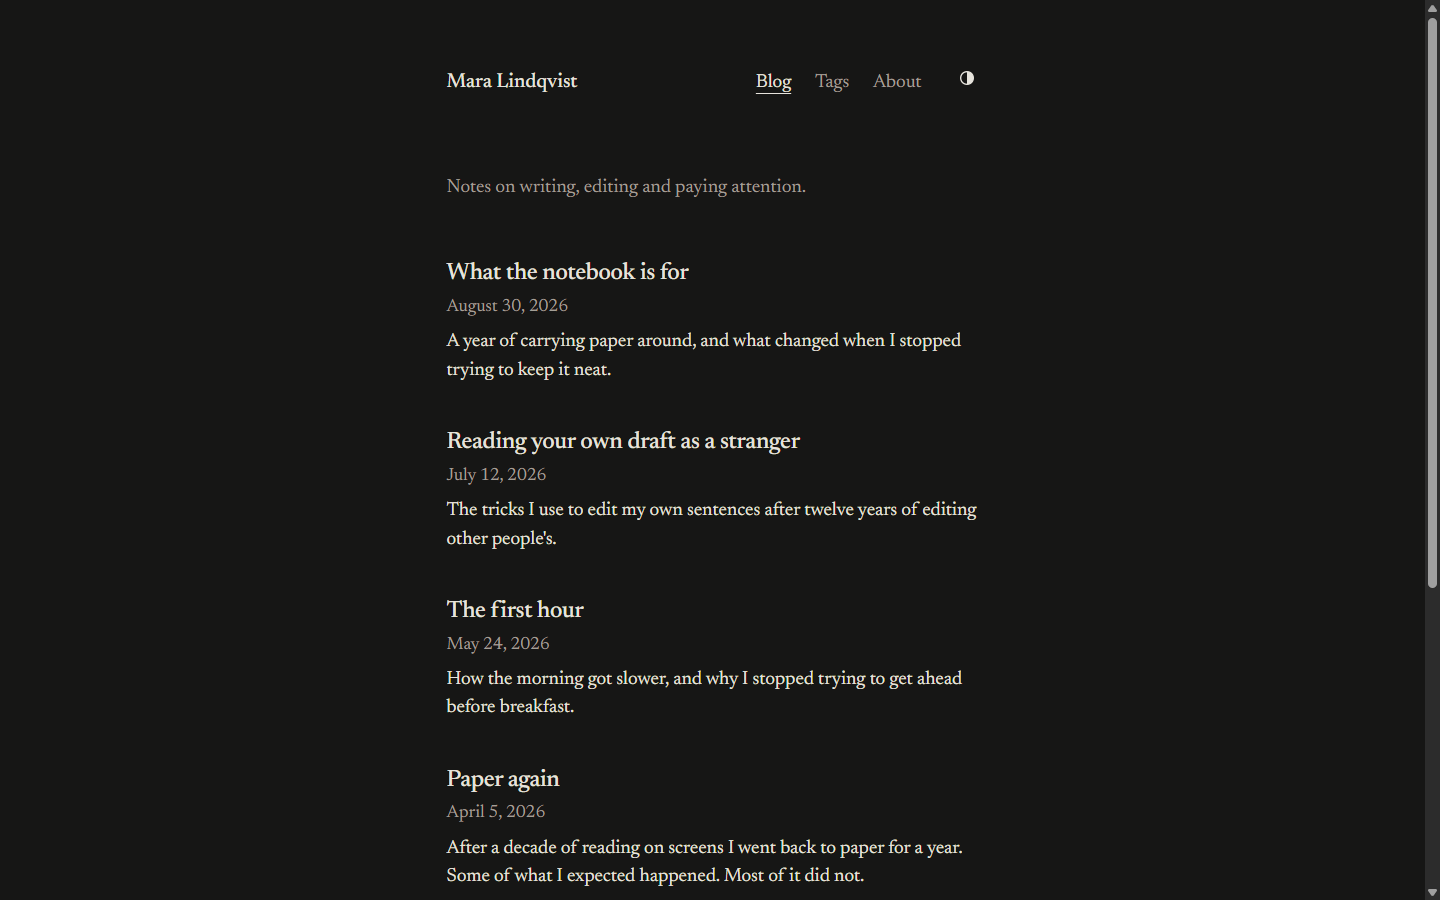 Mara Lindqvist
Blog Tags About
Notes on writing, editing and paying attention.
What the notebook is for
August 30, 2026
A year of carrying paper around, and what changed when I stopped
trying to keep it neat.
Reading your own draft as a stranger
July 12, 2026
The tricks I use to edit my own sentences after twelve years of editing
other people's.
The first hour
May 24, 2026
How the morning got slower, and why I stopped trying to get ahead
before breakfast.
Paper again
April 5, 2026
After a decade of reading on screens I went back to paper for a year.
Some of what I expected happened. Most of it did not.